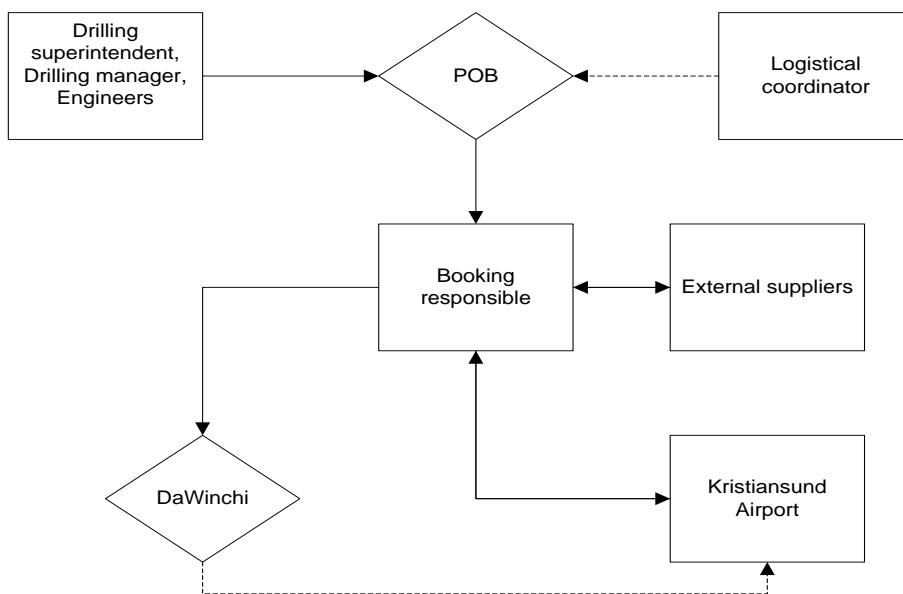 Drilling
superintendent,
Drilling manager,
Engineers
POB
Logistical
coordinator
Booking
responsible
External suppliers
DaWinchi
Kristiansund
Airport